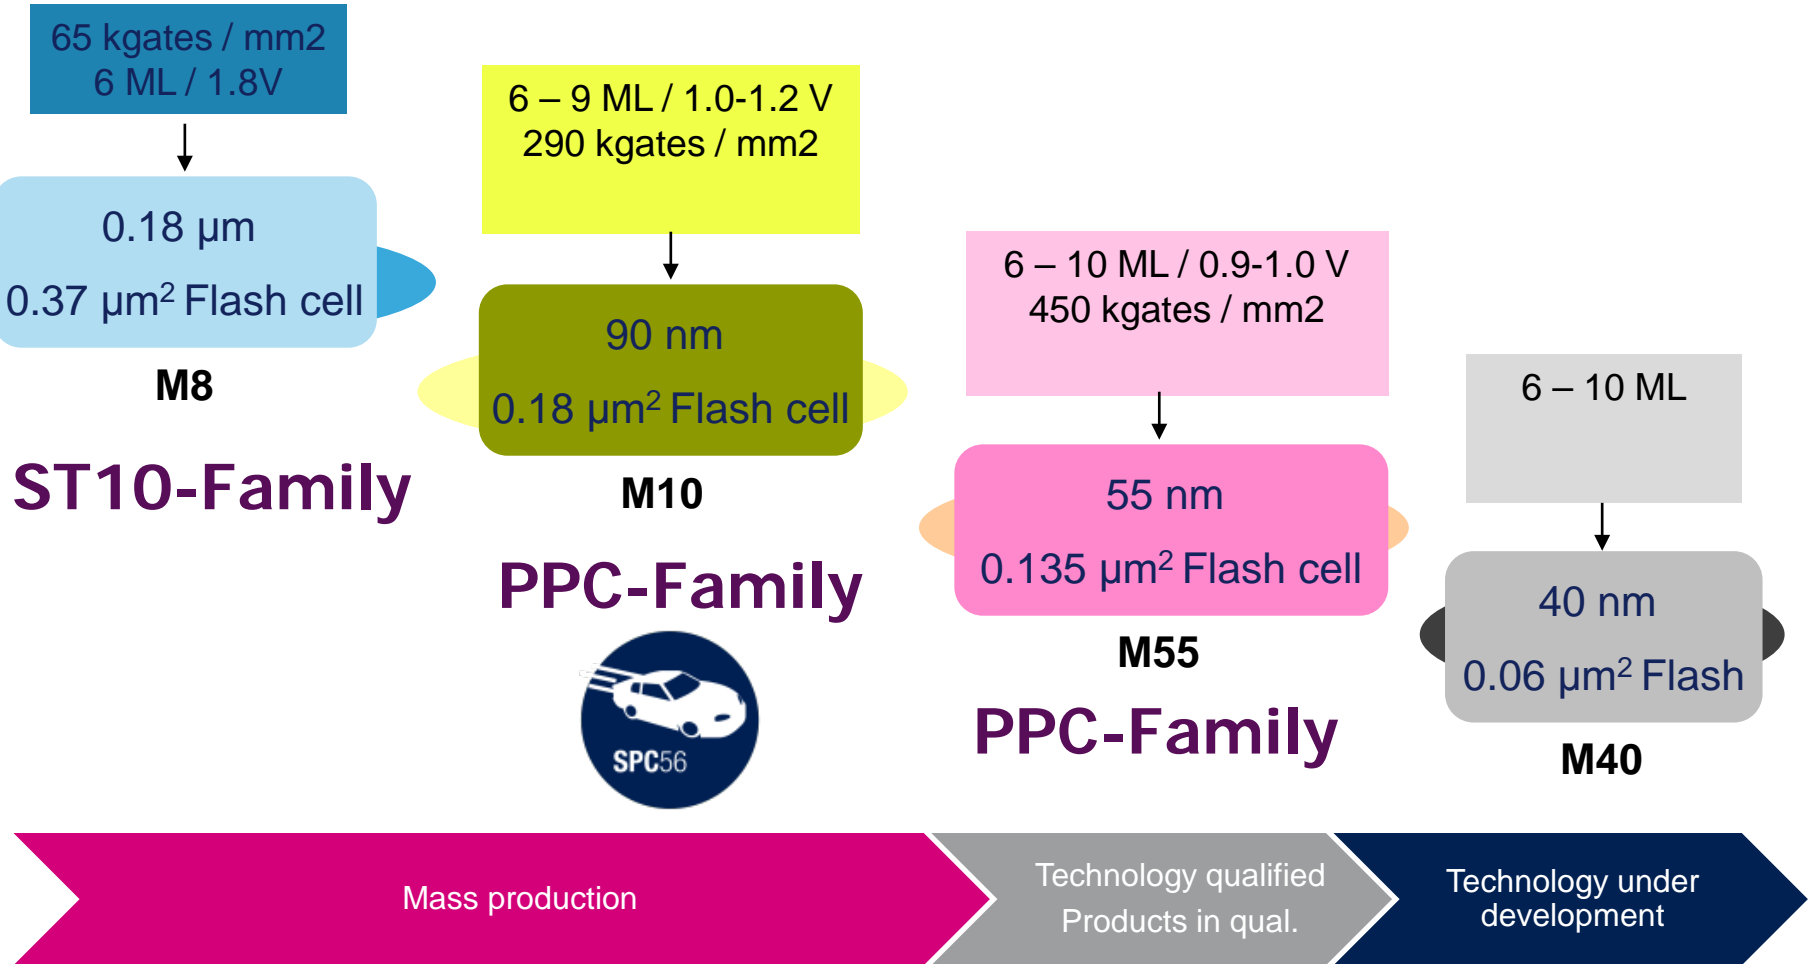 65 kgates / mm2
6 ML / 1.8V
0.18 µm
0.37 µm² Flash cell
M8
ST10-Family
6 – 9 ML / 1.0-1.2 V
290 kgates / mm2
90 nm
0.18 µm² Flash cell
M10
PPC-Family
SPC56
6 – 10 ML / 0.9-1.0 V
450 kgates / mm2
55 nm
0.135 µm² Flash cell
M55
PPC-Family
6 – 10 ML
40 nm
0.06 µm² Flash
M40
Mass production
Technology qualified
Products in qual.
Technology under
development